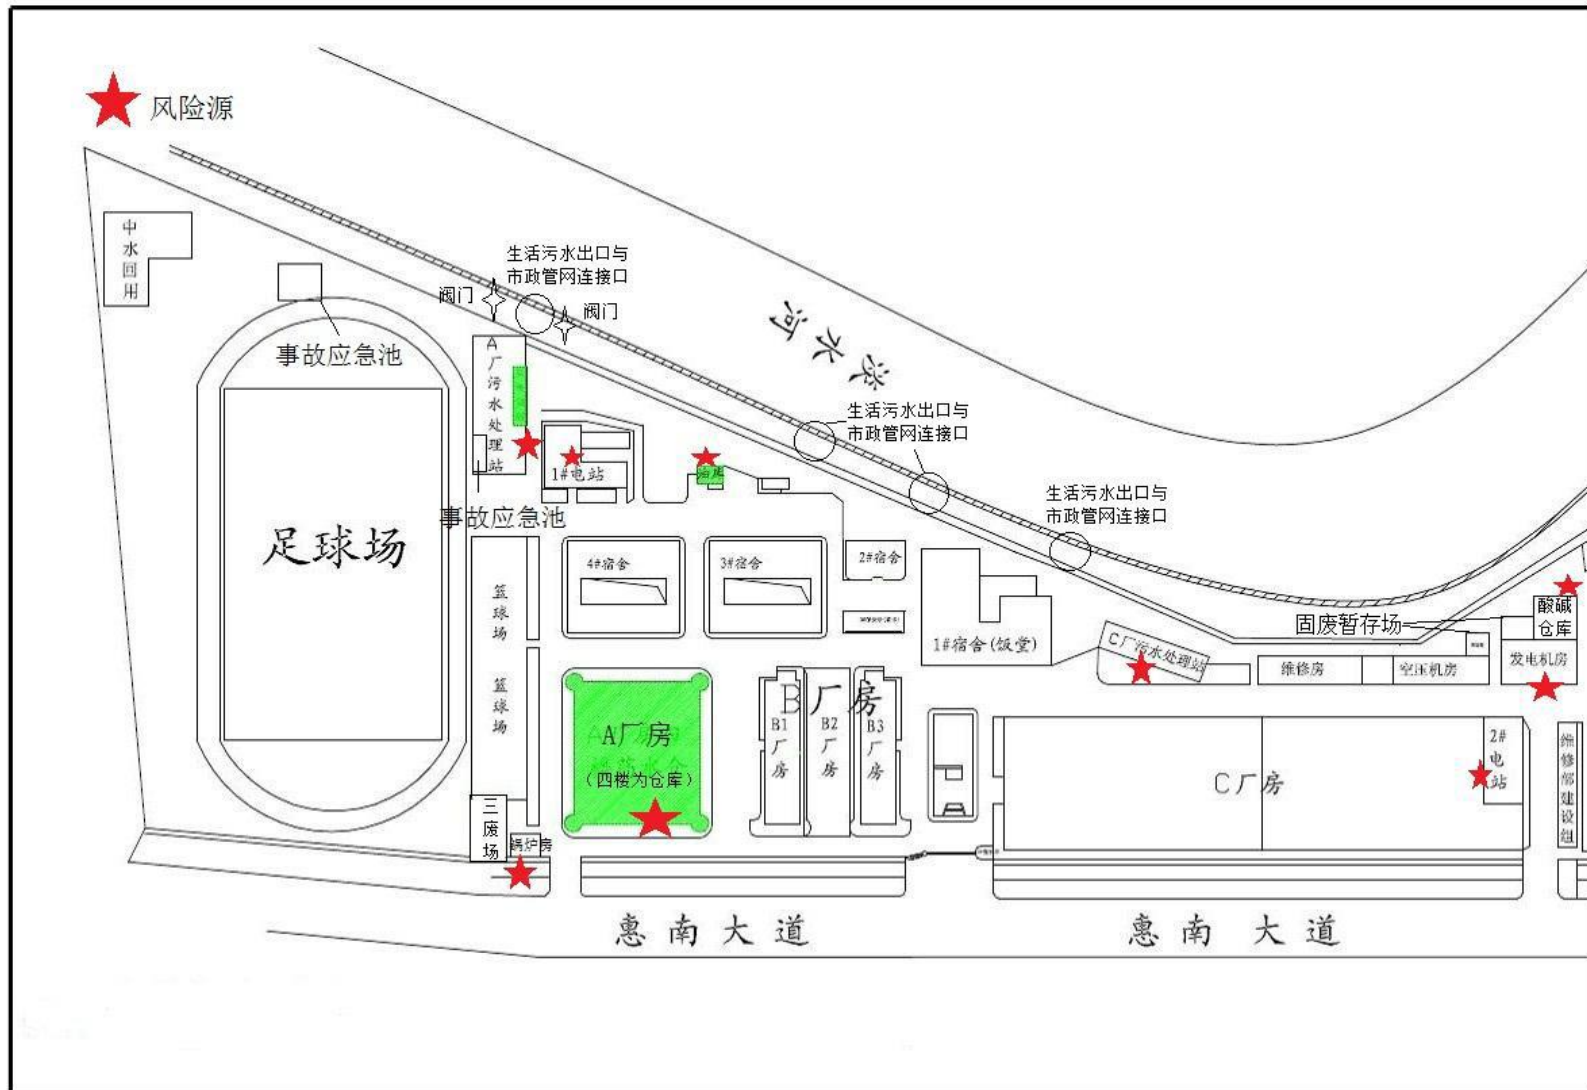 风险源
中水回用
生活污水出口与
市政管网连接口
阀门
阀门
事故应急池
A厂污水处理站
淡水河
生活污水出口与
市政管网连接口
1#电站
油库
事故应急池
足球场
生活污水出口与
市政管网连接口
4#宿舍
3#宿舍
2#宿舍
1#宿舍(饭堂)
篮球场
篮球场
C厂污水处理站
固废暂存场
酸碱
仓库
维修房
空压机房
发电机房
A厂房
(四楼为仓库)
B厂房
B1厂房
B2厂房
B3厂房
C厂房
2#电站
维修部建设组
三废场
锅炉房
惠南大道
惠南大道